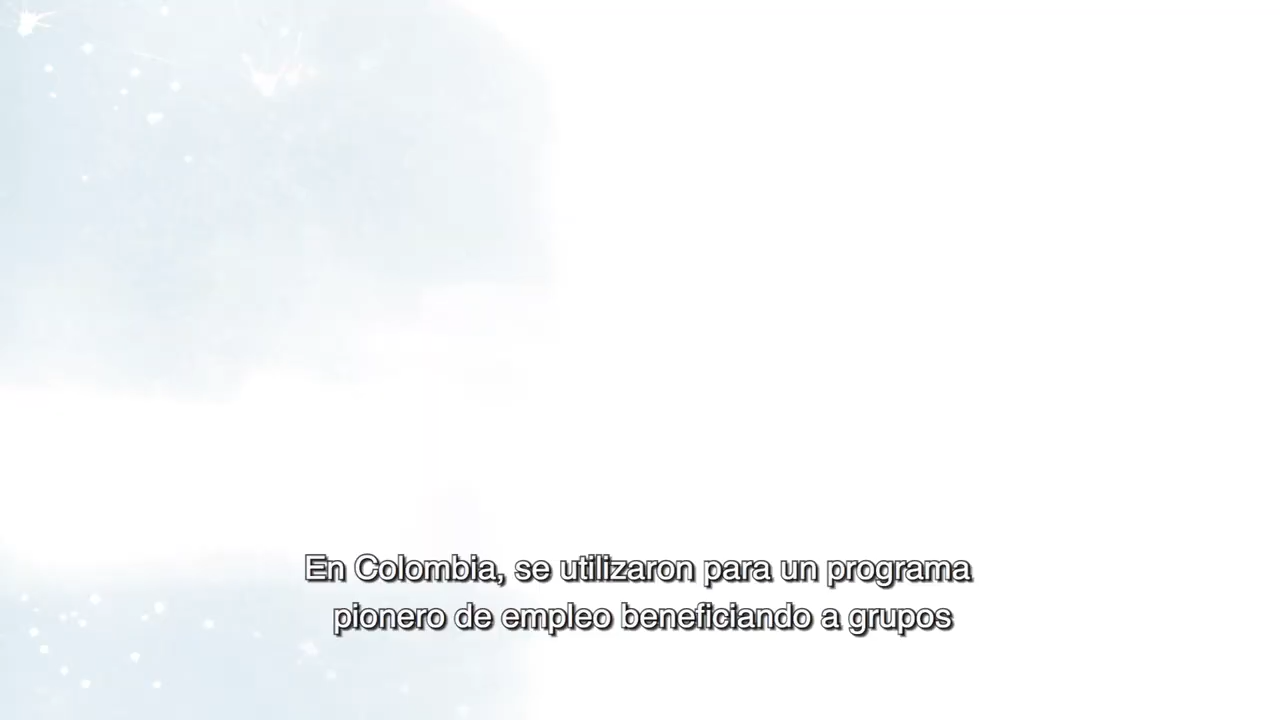 En Colombia, se utilizaron para un programa
pionero de empleo beneficiando a grupos